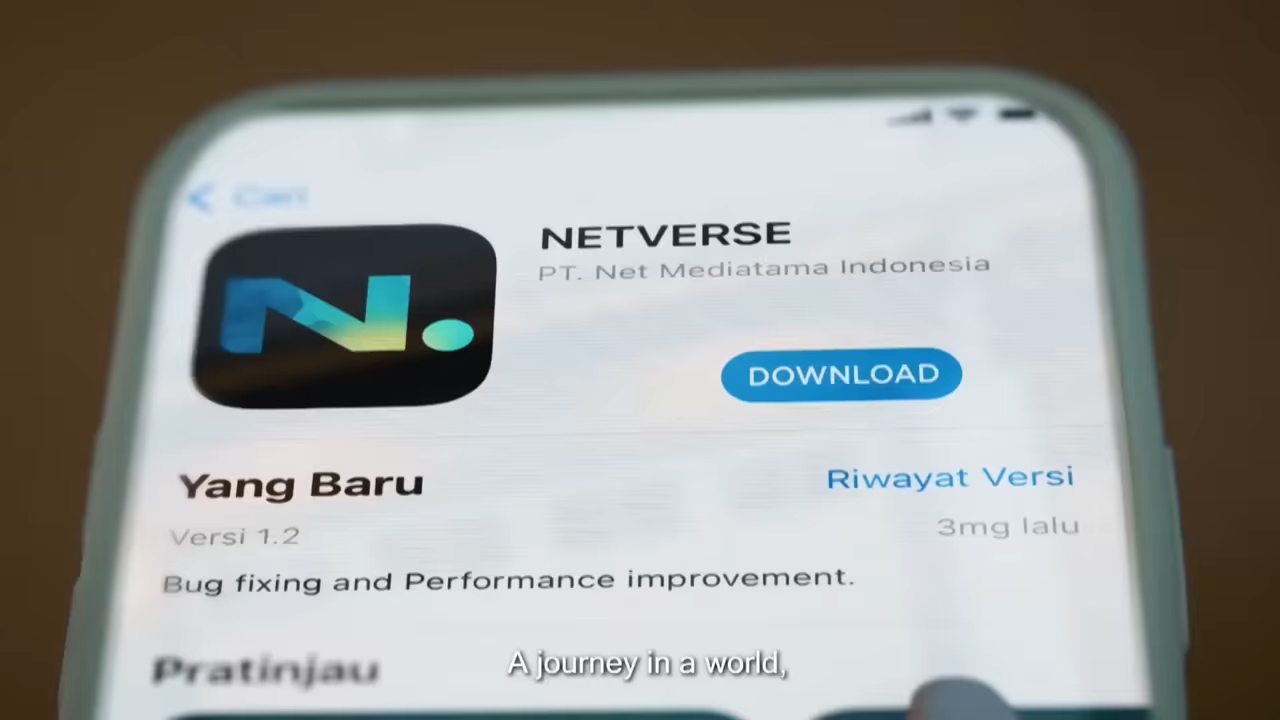 Cari
N.
NETVERSE
PT. Net Mediatama Indonesia
DOWNLOAD
Yang Baru
Riwayat Versi
Versi 1.2
3mg lalu
Bug fixing and Performance improvement.
Pratinjau
A journey in a world,